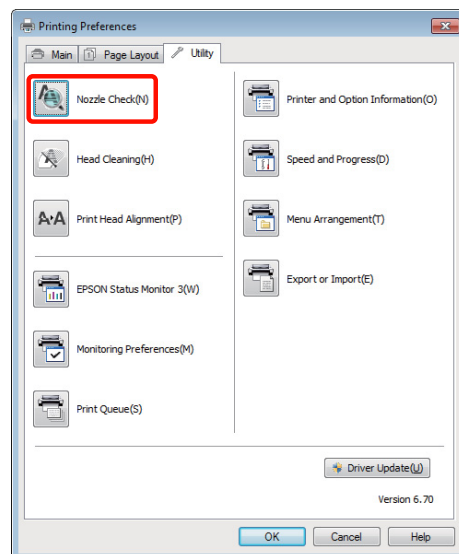 Printing Preferences
Main
Page Layout
Utility
Nozzle Check(N)
Head Cleaning(H)
Print Head Alignment(P)
EPSON Status Monitor 3(W)
Monitoring Preferences(M)
Print Queue(S)
Printer and Option Information(O)
Speed and Progress(D)
Menu Arrangement(T)
Export or Import(E)
Driver Update(U)
Version 6.70
OK
Cancel
Help